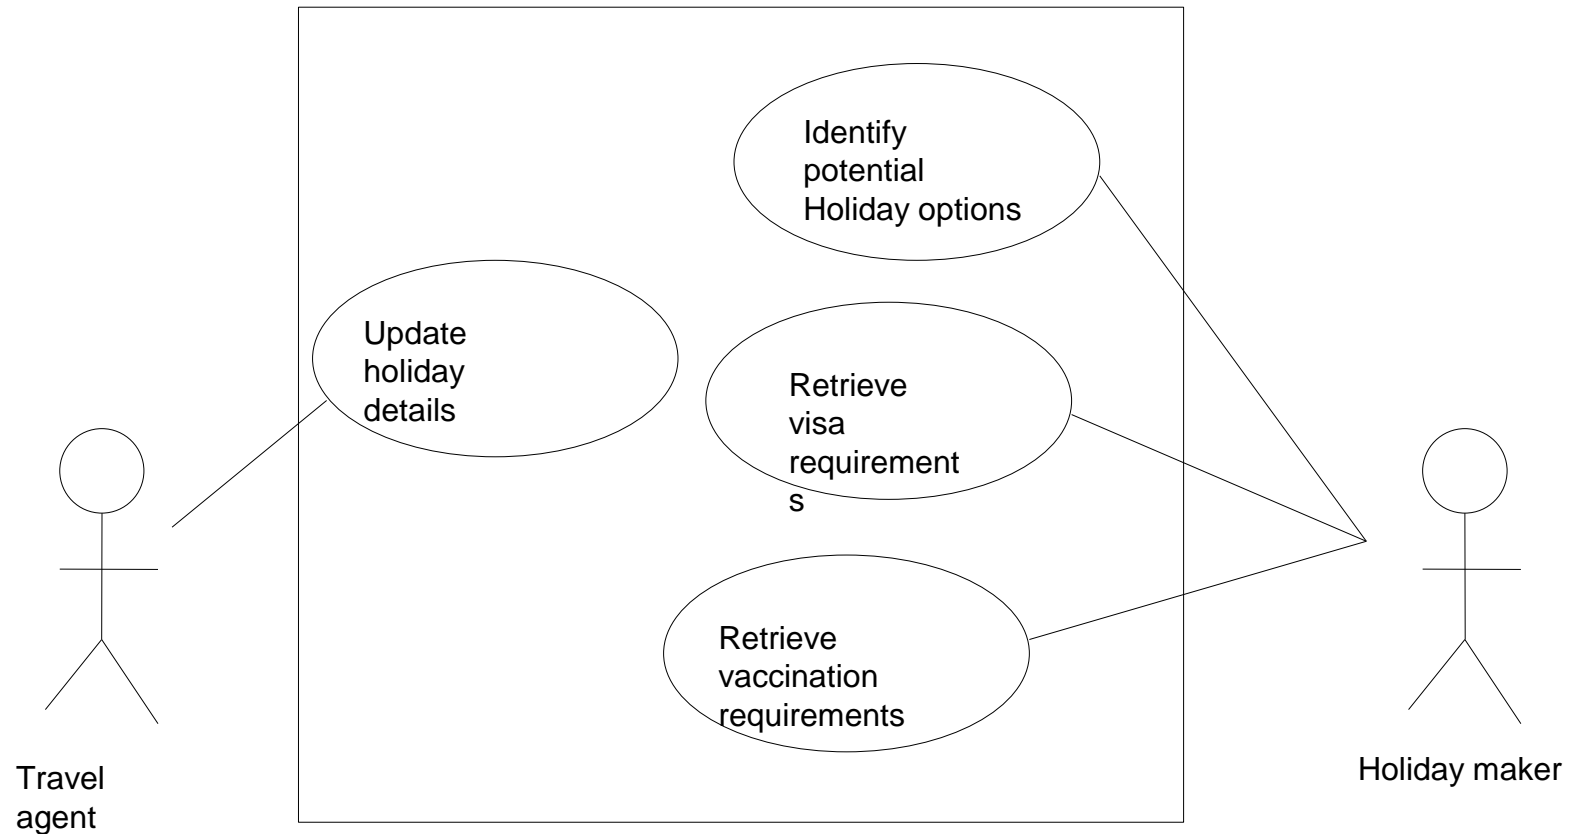 Identify
potential
Holiday options
Update
holiday
details
Retrieve
visa
requirement
s
Retrieve
vaccination
requirements
Travel
agent
Holiday maker